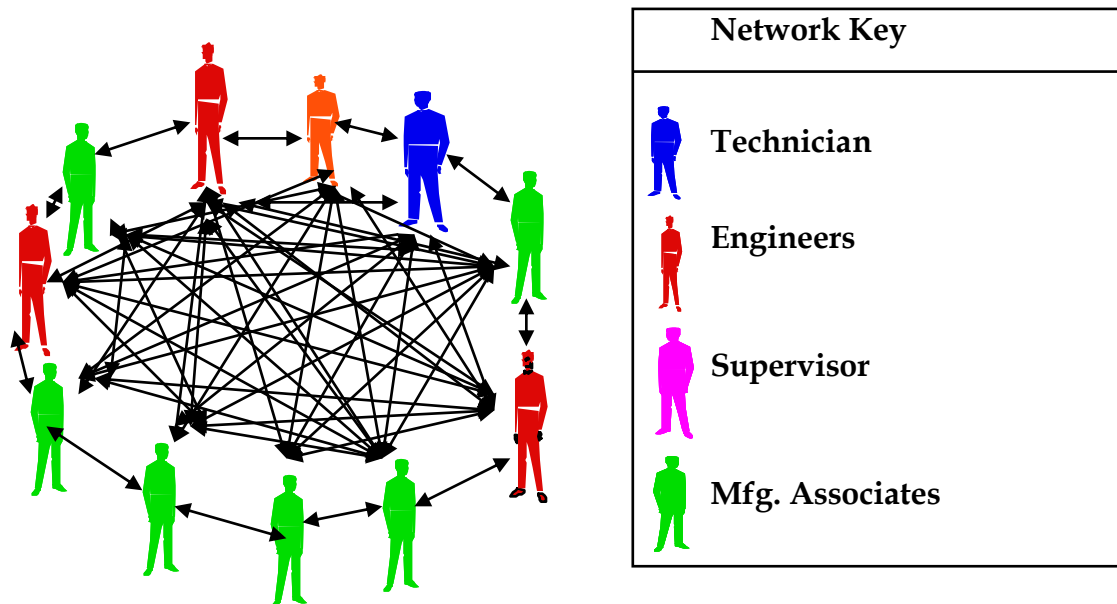 Network Key
Technician
Engineers
Supervisor
Mfg. Associates